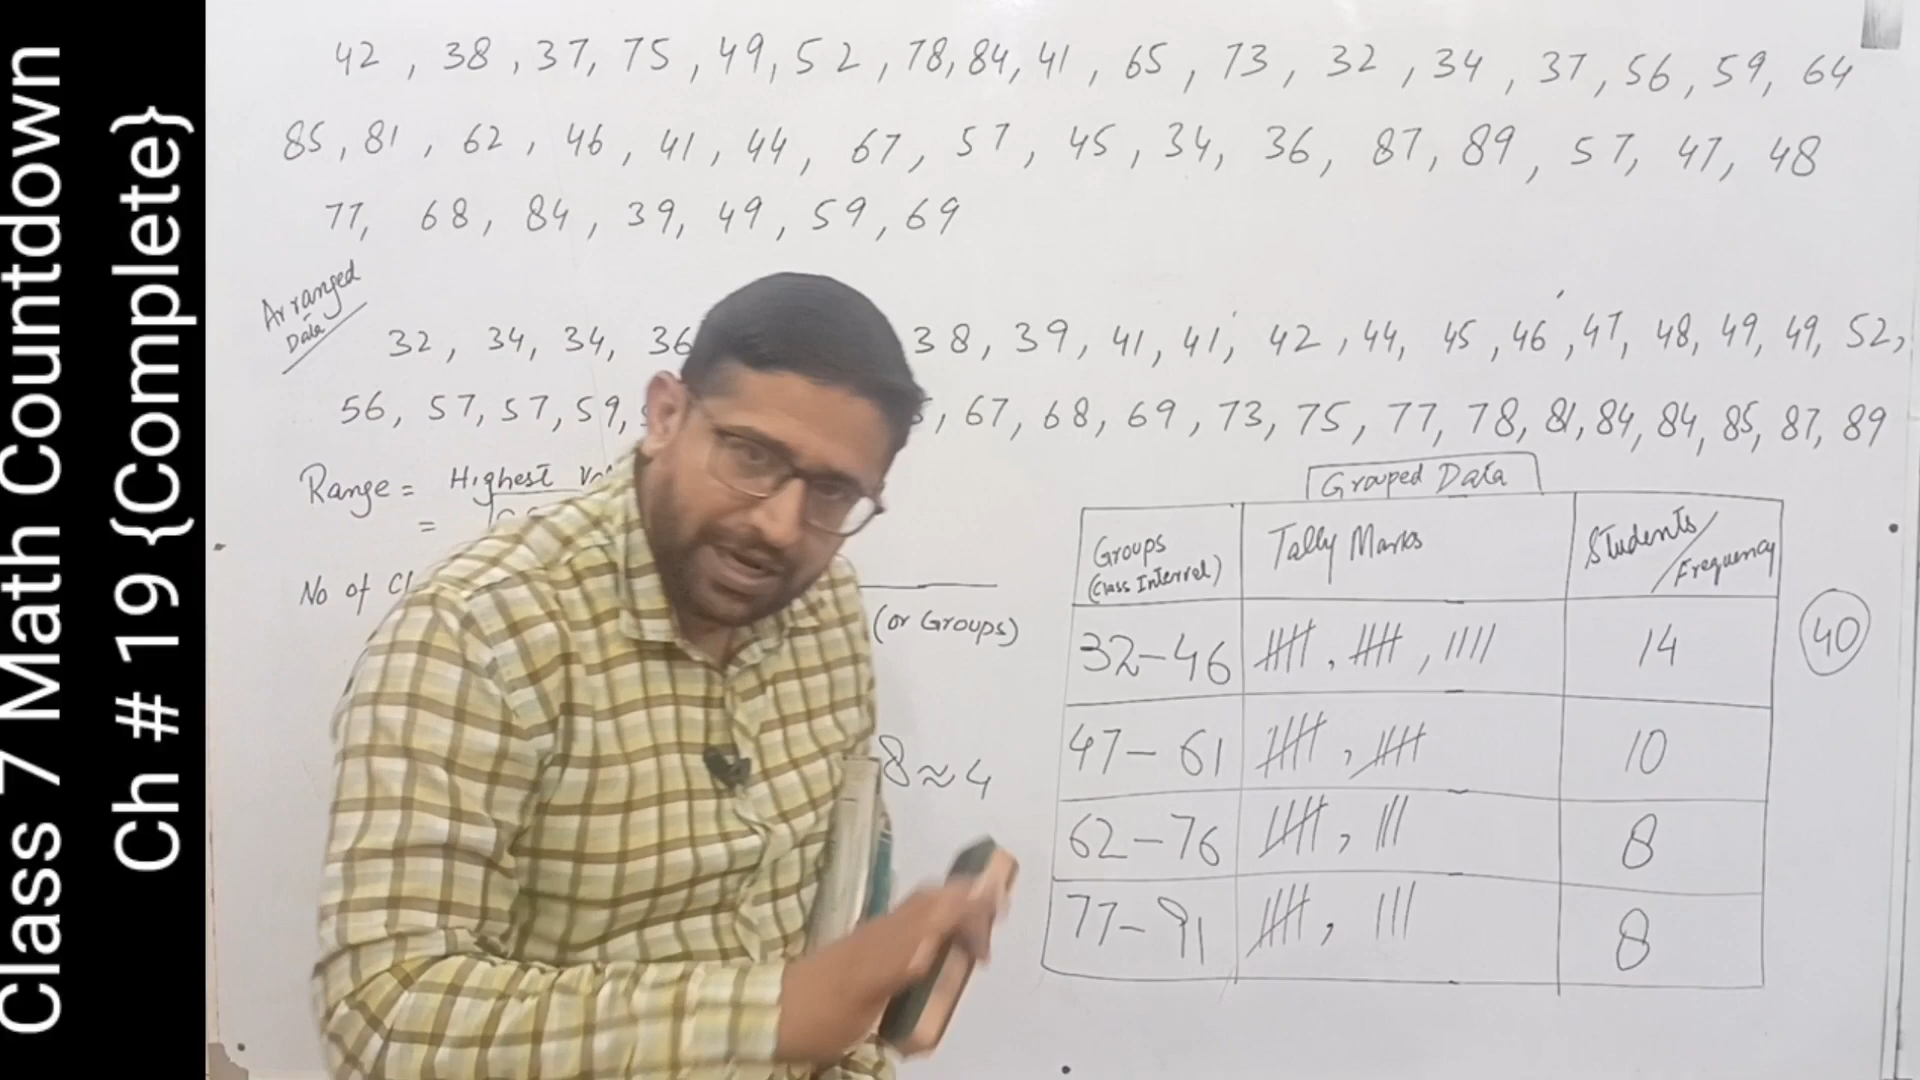 Class 7 Math Countdown
Ch # 19 {Complete}
42, 38, 37, 75, 49, 52, 78, 84, 41, 65, 73, 32, 34, 37, 56, 59, 64
85, 81, 62, 46, 41, 44, 67, 57, 45, 34, 36, 87, 89, 57, 47, 48
77, 68, 84, 39, 49, 59, 69
Arranged
Data
32, 34, 34, 36 38, 39, 41, 41, 42, 44, 45, 46, 47, 48, 49, 49, 52,
56, 57, 57, 59, , 67, 68, 69, 73, 75, 77, 78, 81, 84, 84, 85, 87, 89
Range = Highest
=
No of
(or Groups)
8 ≈ 4
Grouped Data
Groups (Class Interval) Tally Marks Students/Frequency
32-46 𝍸, 𝍸, |||| 14
47-61 𝍸, 𝍸 10
62-76 𝍸, ||| 8
77-91 𝍸, ||| 8
40